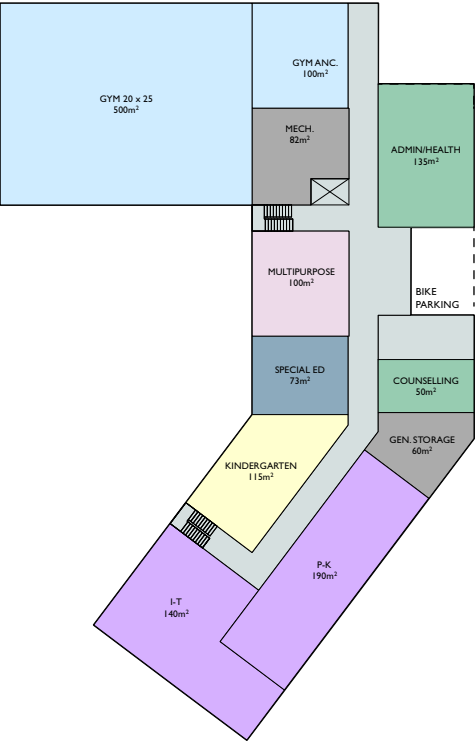 GYM ANC.
100m²
GYM 20 x 25
500m²
MECH.
82m²
ADMIN/HEALTH
135m²
MULTIPURPOSE
100m²
BIKE
PARKING
SPECIAL ED
73m²
COUNSELLING
50m²
GEN. STORAGE
60m²
KINDERGARTEN
115m²
P-K
190m²
I-T
140m²